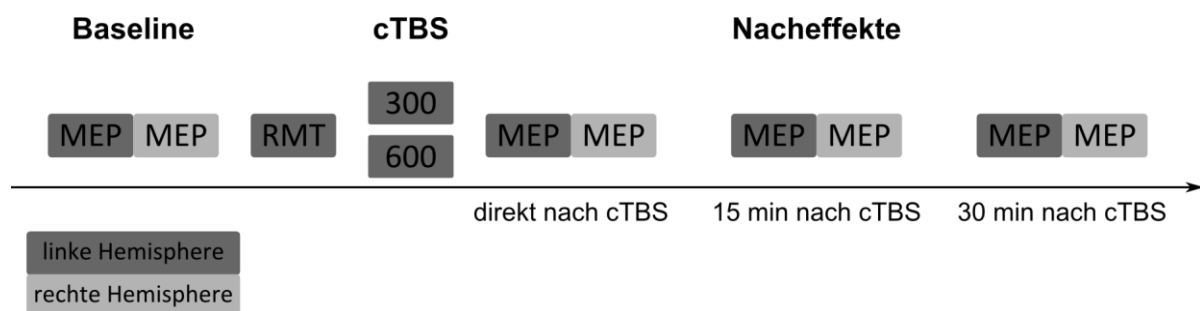 Baseline cTBS Nacheffekte
300
MEP MEP RMT MEP MEP MEP MEP MEP MEP
600
direkt nach cTBS 15 min nach cTBS 30 min nach cTBS
linke Hemisphere
rechte Hemisphere